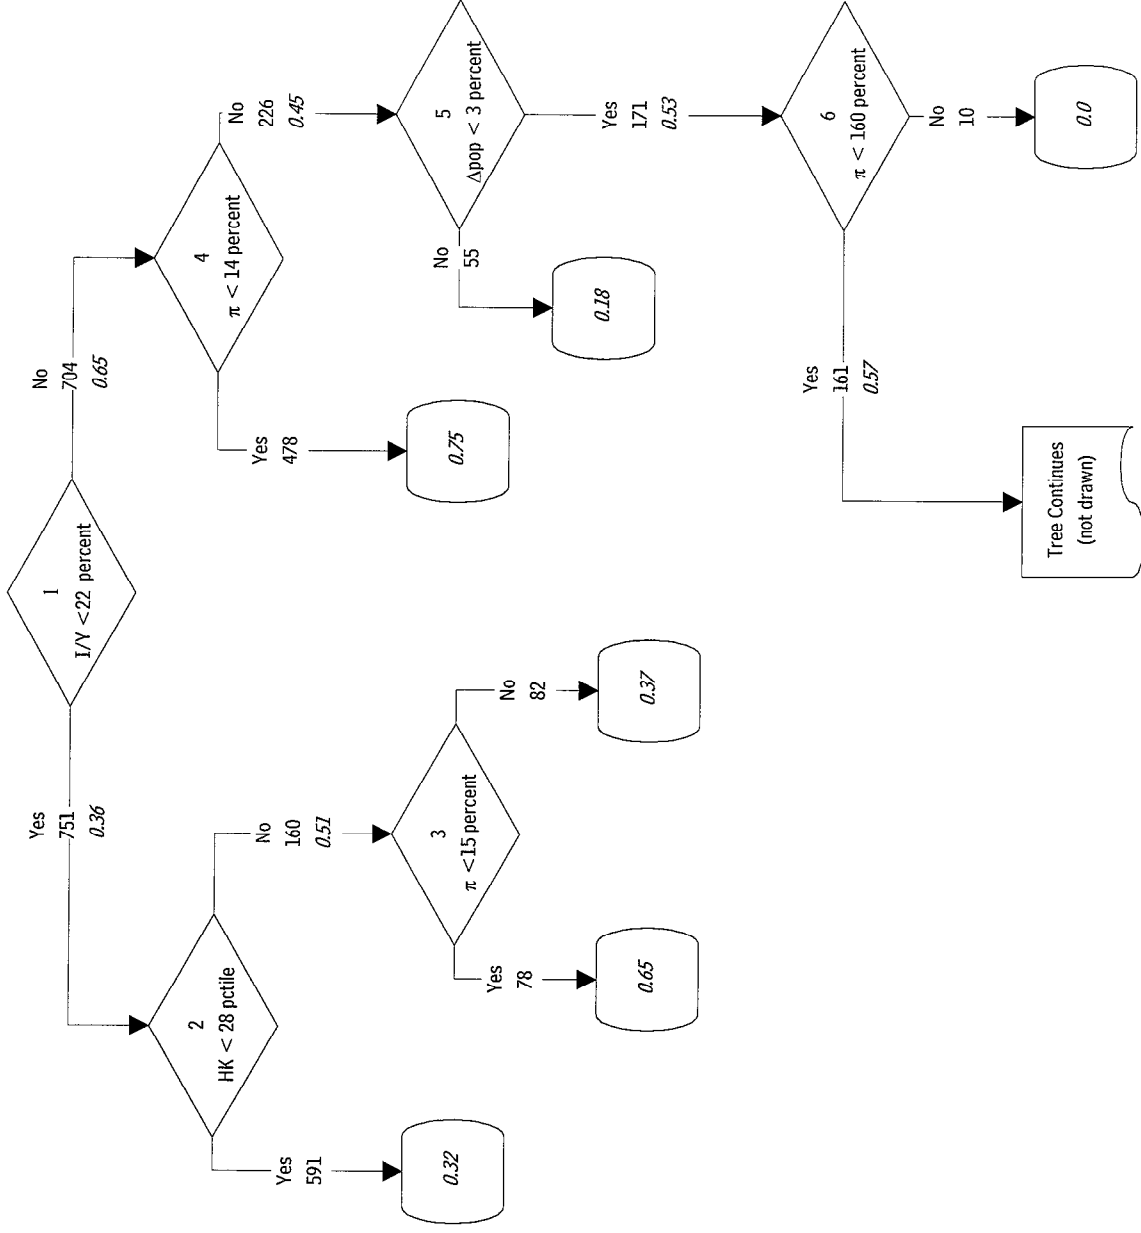 1
I/Y <22 percent
Yes
751
0.36
No
704
0.65
2
HK < 28 pctile
Yes
591
0.32
No
160
0.51
3
π <15 percent
Yes
78
0.65
No
82
0.37
4
π < 14 percent
Yes
478
0.75
No
226
0.45
5
Δpop < 3 percent
No
55
0.18
Yes
171
0.53
6
π < 160 percent
Yes
161
0.57
Tree Continues
(not drawn)
No
10
0.0